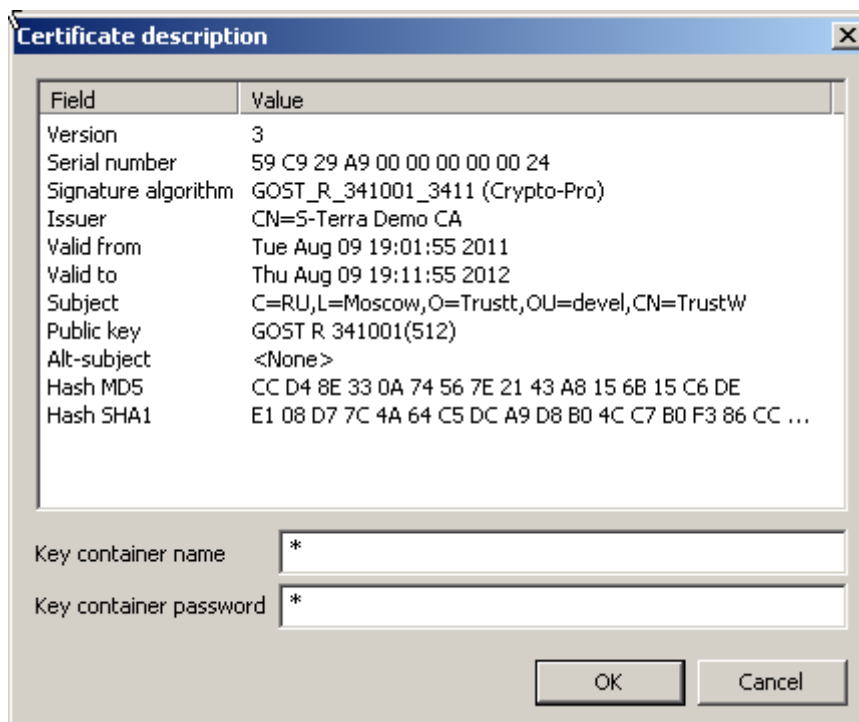 Certificate description
Field Value
Version 3
Serial number 59 C9 29 A9 00 00 00 00 00 24
Signature algorithm GOST_R_341001_3411 (Crypto-Pro)
Issuer CN=S-Terra Demo CA
Valid from Tue Aug 09 19:01:55 2011
Valid to Thu Aug 09 19:11:55 2012
Subject C=RU,L=Moscow,O=Trustt,OU=devel,CN=TrustW
Public key GOST R 341001(512)
Alt-subject <None>
Hash MD5 CC D4 8E 33 0A 74 56 7E 21 43 A8 15 6B 15 C6 DE
Hash SHA1 E1 08 D7 7C 4A 64 C5 DC A9 D8 B0 4C C7 B0 F3 86 CC ...
Key container name *
Key container password *
OK Cancel